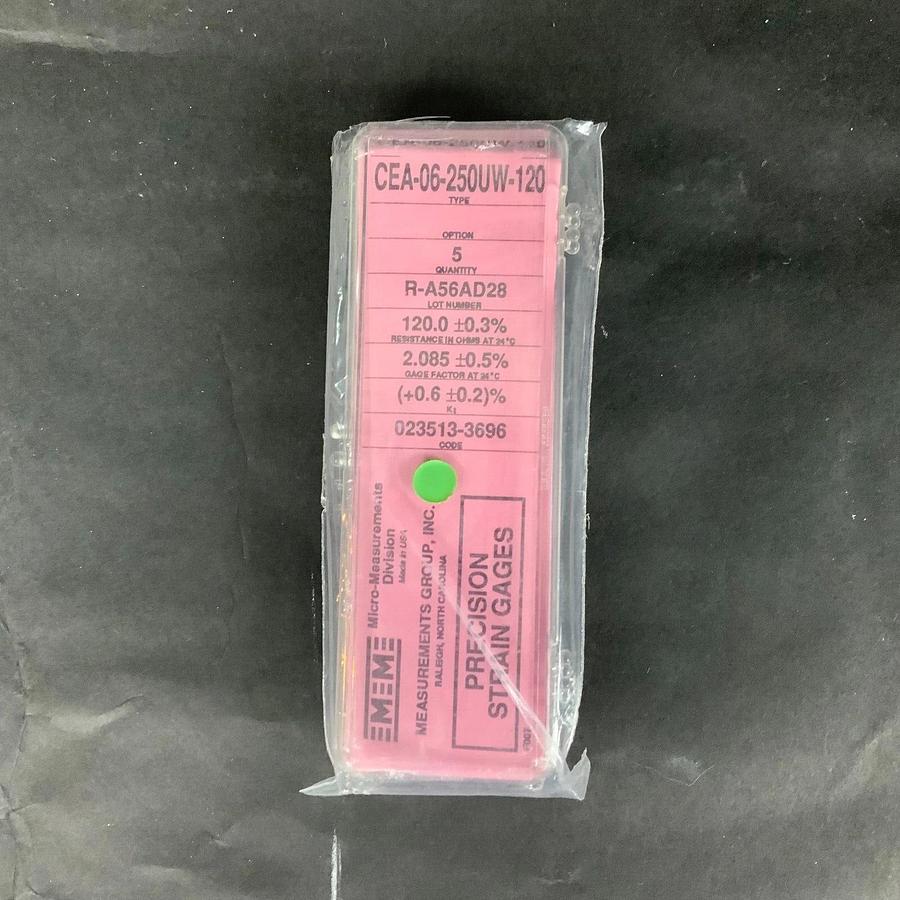 CEA-06-250UW-120
TYPE
OPTION
5
QUANTITY
R-A56AD28
LOT NUMBER
120.0 ±0.3%
RESISTANCE IN OHMS AT 24°C
2.085 ±0.5%
GAGE FACTOR AT 24°C
(+0.6 ±0.2)%
Kt
023513-3696
CODE
MM
Micro-Measurements
Division
Made in USA
MEASUREMENTS GROUP, INC.
RALEIGH, NORTH CAROLINA
PRECISION
STRAIN GAGES